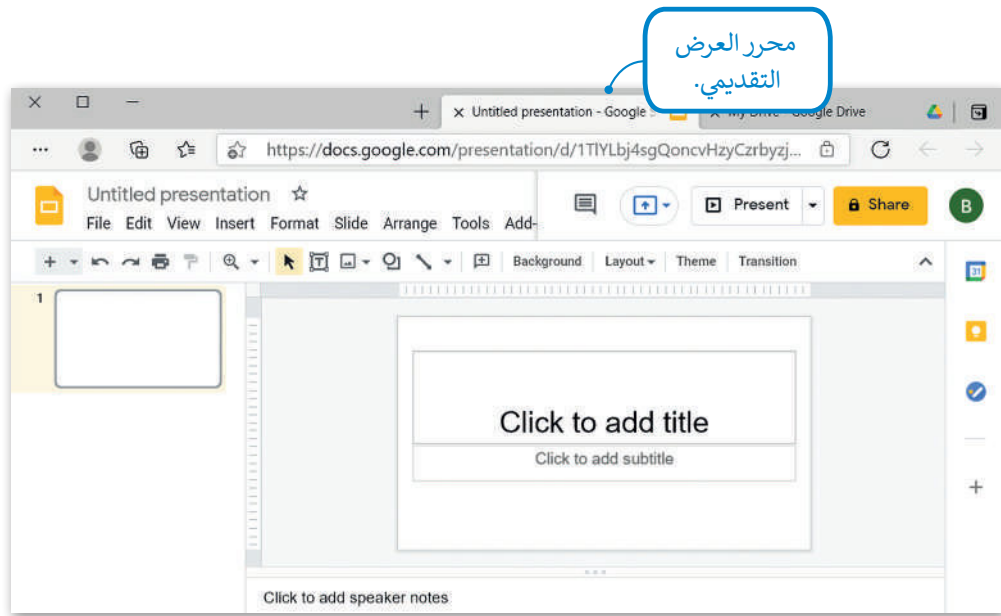 محرر العرض
التقديمي.
Untitled presentation - Google
My Drive - Google Drive
https://docs.google.com/presentation/d/1TlYLbj4sgQoncvHzyCzrbyzj...
Untitled presentation
File Edit View Insert Format Slide Arrange Tools Add-
Present
Share
B
Background Layout Theme Transition
31
1
Click to add title
Click to add subtitle
Click to add speaker notes